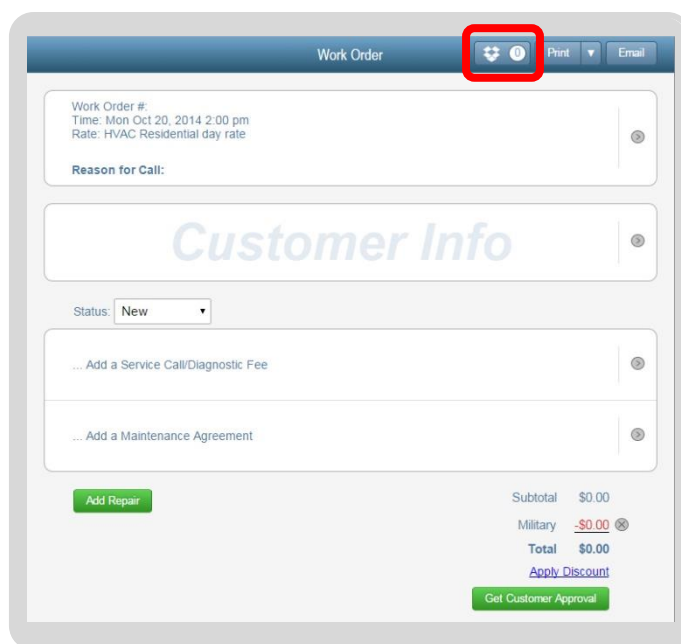 Work Order
0
Print
Email
Work Order #:
Time: Mon Oct 20, 2014 2:00 pm
Rate: HVAC Residential day rate
Reason for Call:
Customer Info
Status: New
... Add a Service Call/Diagnostic Fee
... Add a Maintenance Agreement
Add Repair
Subtotal $0.00
Military -$0.00
Total $0.00
Apply Discount
Get Customer Approval